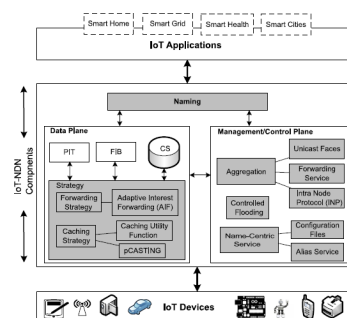 Smart Home
Smart Grid
Smart Health
Smart Cities
IoT Applications
IoT-NDN
Compnents
Naming
Data Plane
PIT
FIB
CS
Strategy
Forwarding
Strategy
Adaptive Interest
Forwarding (AIF)
Caching
Strategy
Caching Utility
Function
pCASTING
Management/Control Plane
Aggregation
Unicast Faces
Forwarding
Service
Intra Node
Protocol (INP)
Controlled
Flooding
Name-Centric
Service
Configuration
Files
Alias Service
IoT Devices